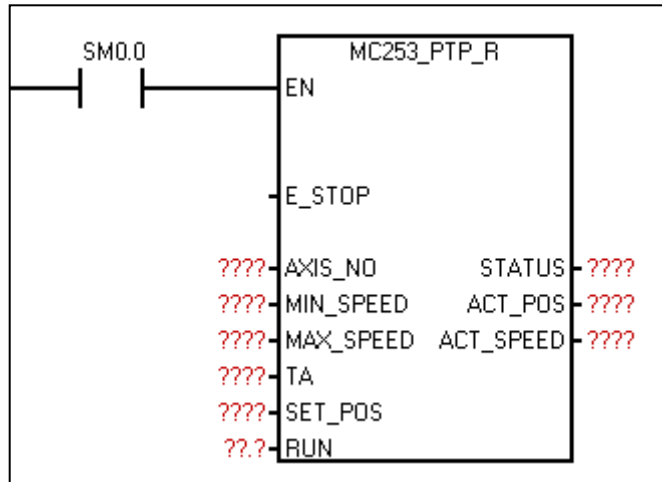 SM0.0 MC253_PTP_R
EN
E_STOP
???? AXIS_NO STATUS ????
???? MIN_SPEED ACT_POS ????
???? MAX_SPEED ACT_SPEED ????
???? TA
???? SET_POS
??.? RUN